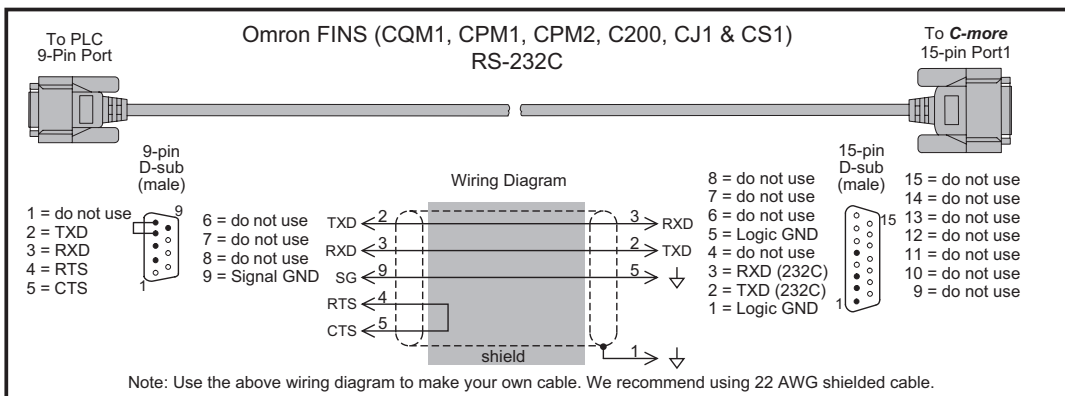 To PLC
9-Pin Port
Omron FINS (CQM1, CPM1, CPM2, C200, CJ1 & CS1)
RS-232C
To C-more
15-pin Port1
9-pin
D-sub
(male)
1 = do not use
2 = TXD
3 = RXD
4 = RTS
5 = CTS
9
1
6 = do not use
7 = do not use
8 = do not use
9 = Signal GND
Wiring Diagram
TXD 2 3 RXD
RXD 3 2 TXD
SG 9 5
RTS 4
CTS 5
shield
1
8 = do not use
7 = do not use
6 = do not use
5 = Logic GND
4 = do not use
3 = RXD (232C)
2 = TXD (232C)
1 = Logic GND
15-pin
D-sub
(male)
15
1
15 = do not use
14 = do not use
13 = do not use
12 = do not use
11 = do not use
10 = do not use
9 = do not use
Note: Use the above wiring diagram to make your own cable. We recommend using 22 AWG shielded cable.